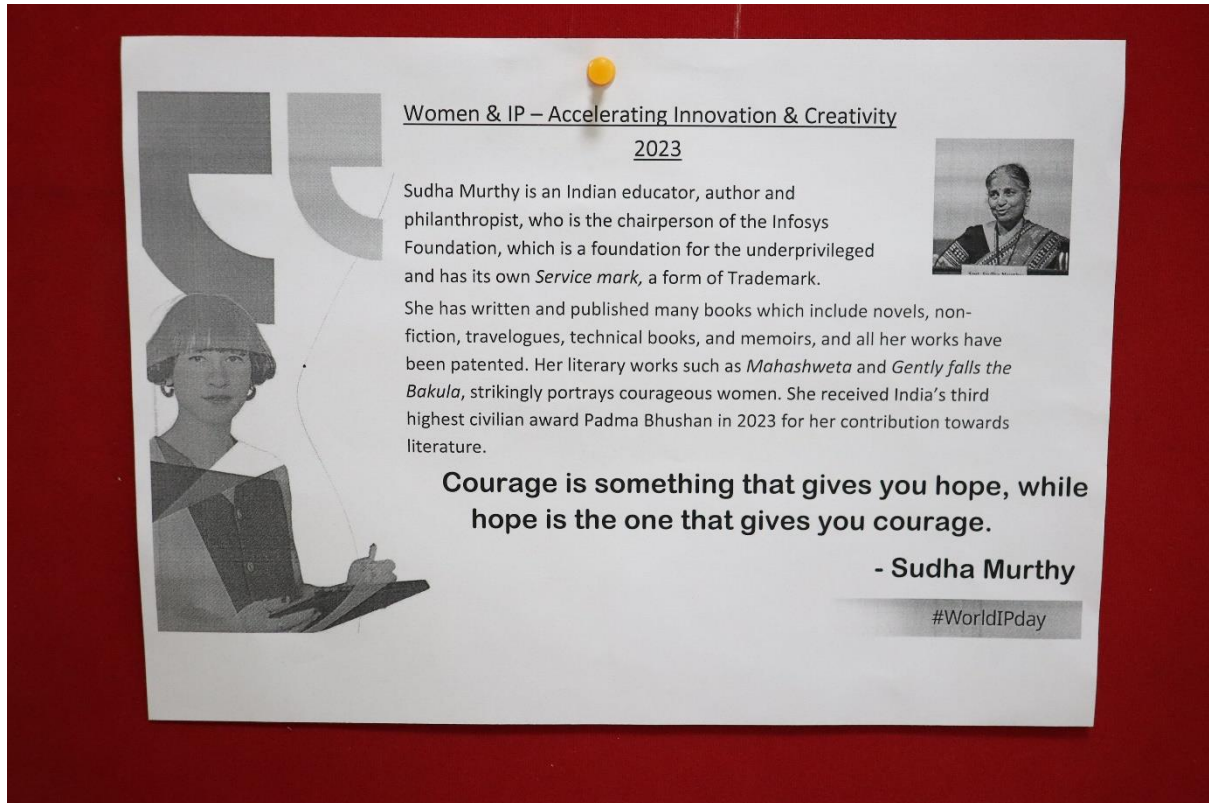 Women & IP – Accelerating Innovation & Creativity
2023
Sudha Murthy is an Indian educator, author and
philanthropist, who is the chairperson of the Infosys
Foundation, which is a foundation for the underprivileged
and has its own Service mark, a form of Trademark.
She has written and published many books which include novels, non-
fiction, travelogues, technical books, and memoirs, and all her works have
been patented. Her literary works such as Mahashweta and Gently falls the
Bakula, strikingly portrays courageous women. She received India’s third
highest civilian award Padma Bhushan in 2023 for her contribution towards
literature.
Courage is something that gives you hope, while
hope is the one that gives you courage.
- Sudha Murthy
#WorldIPday